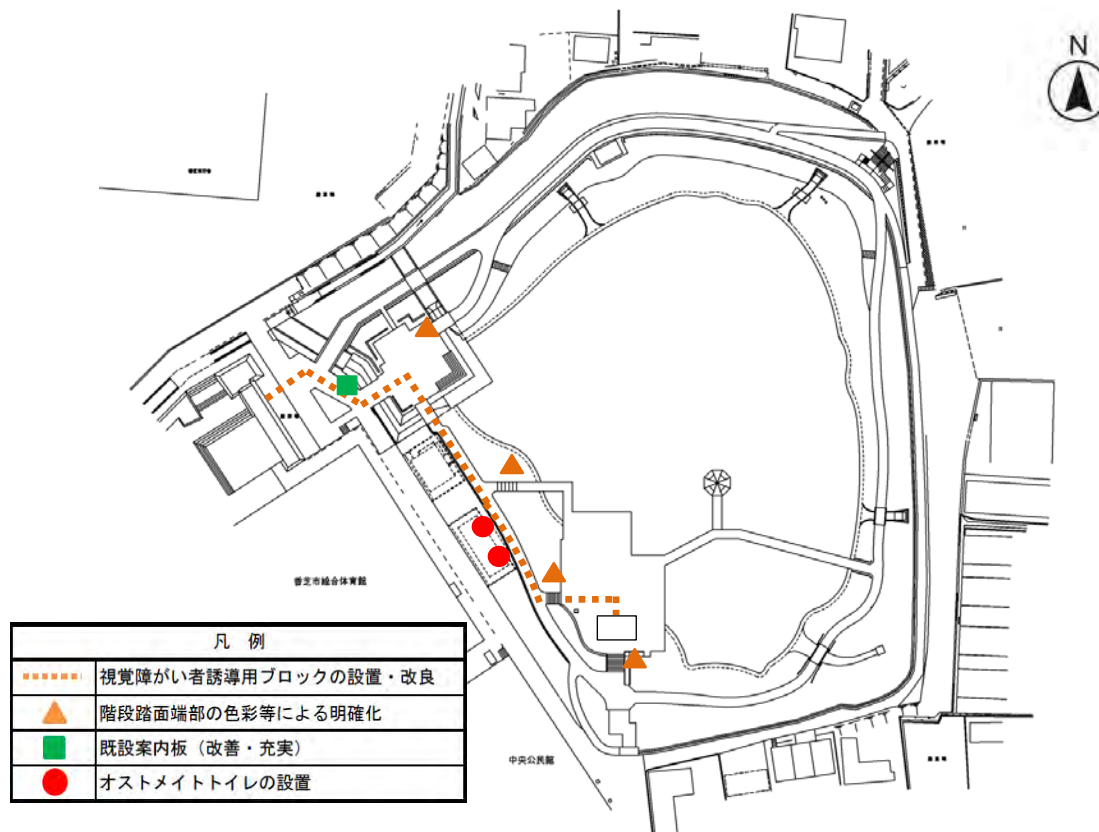 N
香芝市総合体育館
中央公民館
凡 例
視覚障がい者誘導用ブロックの設置・改良
階段踏面端部の色彩等による明確化
既設案内板（改善・充実）
オストメイトトイレの設置